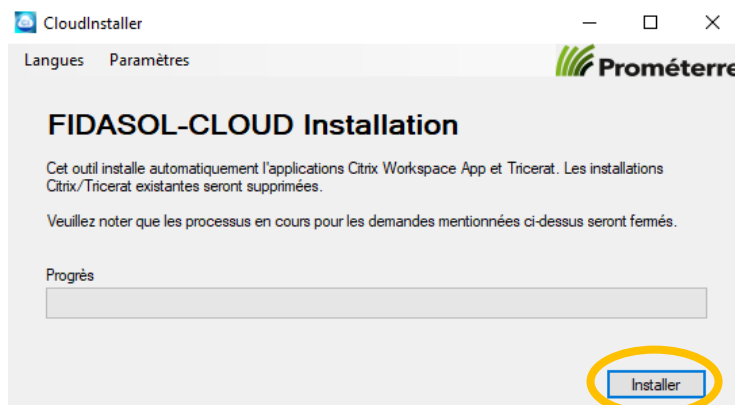 CloudInstaller
Langues Paramètres
Prométerre
FIDASOL-CLOUD Installation
Cet outil installe automatiquement l'applications Citrix Workspace App et Tricerat. Les installations
Citrix/Tricerat existantes seront supprimées.
Veuillez noter que les processus en cours pour les demandes mentionnées ci-dessus seront fermés.
Progrès
Installer